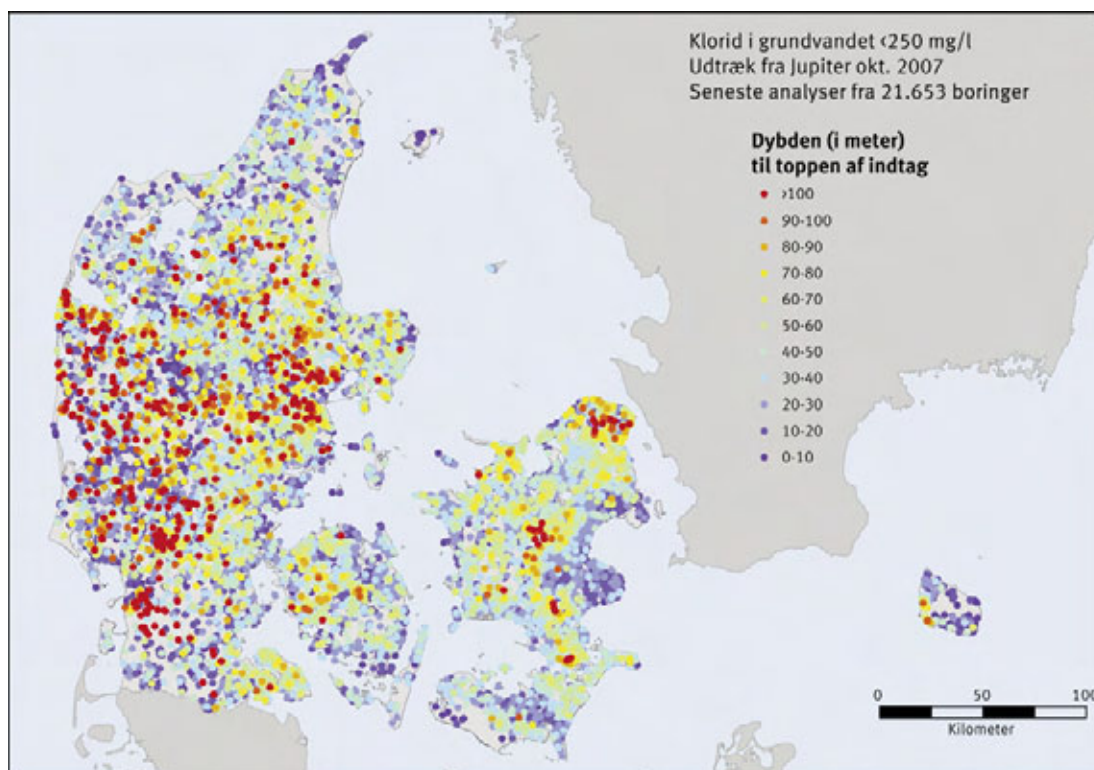 Klorid i grundvandet <250 mg/l
Udtræk fra Jupiter okt. 2007
Seneste analyser fra 21.653 boringer
Dybden (i meter)
til toppen af indtag
>100
90-100
80-90
70-80
60-70
50-60
40-50
30-40
20-30
10-20
0-10
0 50 100
Kilometer